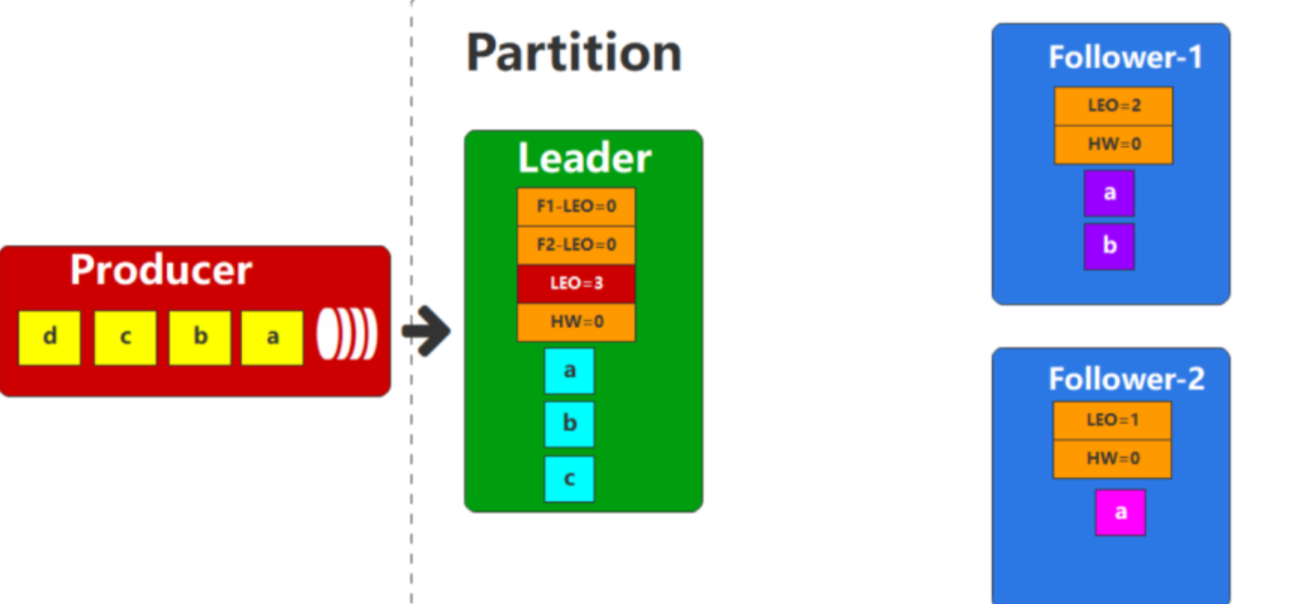 Partition
Producer
d c b a
Leader
F1-LEO=0
F2-LEO=0
LEO=3
HW=0
a
b
c
Follower-1
LEO=2
HW=0
a
b
Follower-2
LEO=1
HW=0
a